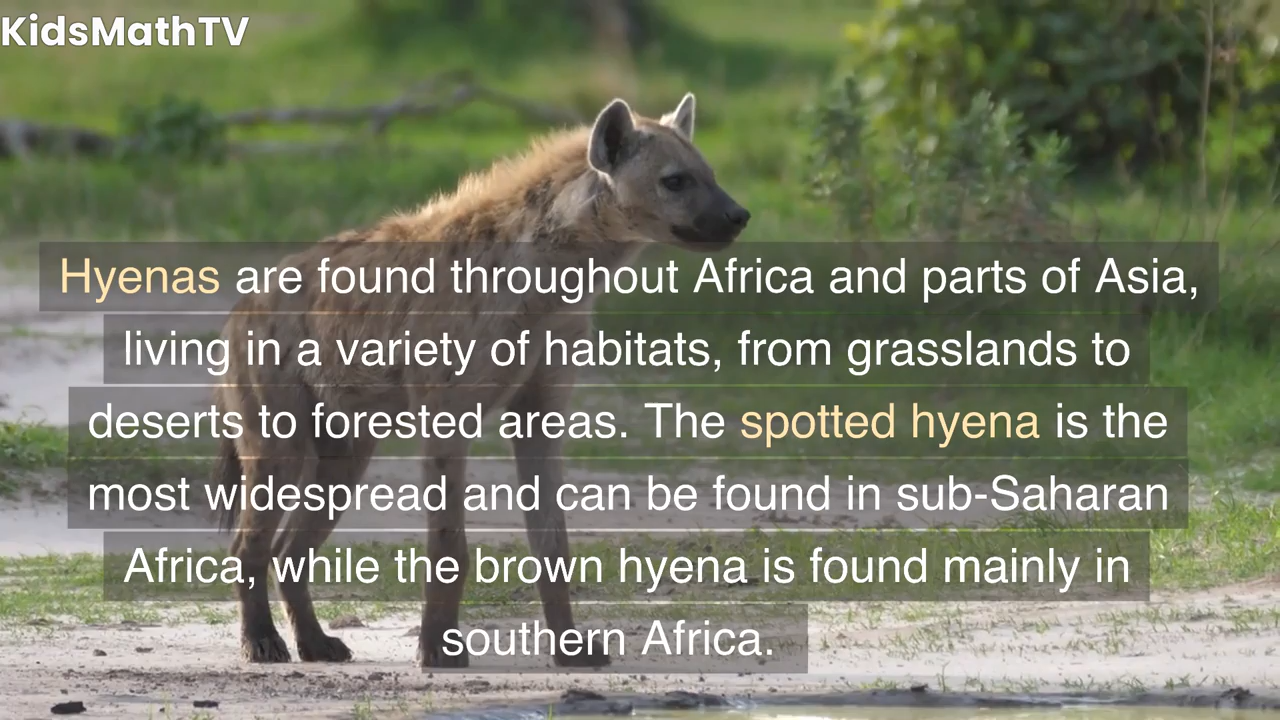 KidsMathTV
Hyenas are found throughout Africa and parts of Asia,
living in a variety of habitats, from grasslands to
deserts to forested areas. The spotted hyena is the
most widespread and can be found in sub-Saharan
Africa, while the brown hyena is found mainly in
southern Africa.